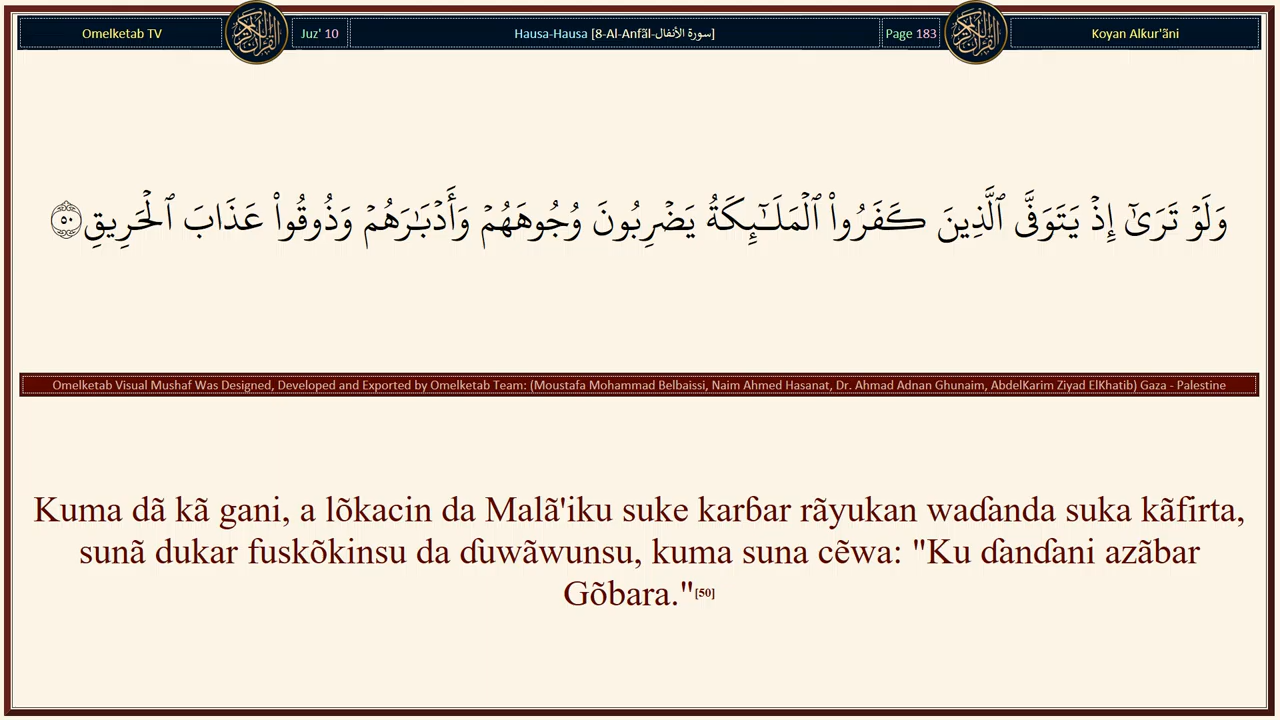 Omelketab TV
Juz' 10
Hausa-Hausa [8-Al-Anfãl-سورة الأنفال]
Page 183
Koyan Alƙur'ãni
وَلَوۡ تَرَىٰٓ إِذۡ يَتَوَفَّى ٱلَّذِينَ كَفَرُواْ ٱلۡمَلَٰٓئِكَةُ يَضۡرِبُونَ وُجُوهَهُمۡ وَأَدۡبَٰرَهُمۡ وَذُوقُواْ عَذَابَ ٱلۡحَرِيقِ ٥٠
Omelketab Visual Mushaf Was Designed, Developed and Exported by Omelketab Team: (Moustafa Mohammad Belbaissi, Naim Ahmed Hasanat, Dr. Ahmad Adnan Ghunaim, AbdelKarim Ziyad ElKhatib) Gaza - Palestine
Kuma dã kã gani, a lõkacin da Malã'iku suke karɓar rãyukan waɗanda suka kãfirta,
sunã dukar fuskõkinsu da ɗuwãwunsu, kuma suna cẽwa: "Ku ɗanɗani azãbar
Gõbara."[50]